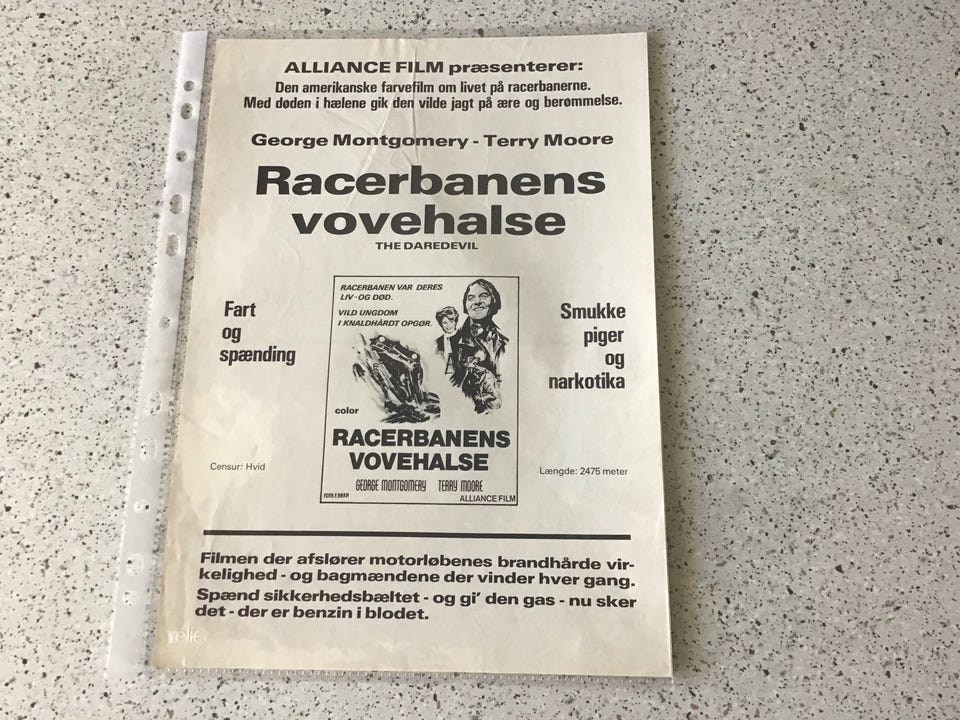 ALLIANCE FILM præsenterer:
Den amerikanske farvefilm om livet på racerbanerne.
Med døden i hælene gik den vilde jagt på ære og berømmelse.
George Montgomery - Terry Moore
Racerbanens
vovehalse
THE DAREDEVIL
Fart
og
spænding
RACERBANEN VAR DERES
LIV - OG DØD.
VILD UNGDOM
I KNALDHÅRDT OPGØR.
color
RACERBANENS
VOVEHALSE
GEORGE MONTGOMERY TERRY MOORE
FORB.F.BØRN
ALLIANCE FILM
Smukke
piger
og
narkotika
Censur: Hvid
Længde: 2475 meter
Filmen der afslører motorløbenes brandhårde vir-
kelighed - og bagmændene der vinder hver gang.
Spænd sikkerhedsbæltet - og gi' den gas - nu sker
det - der er benzin i blodet.